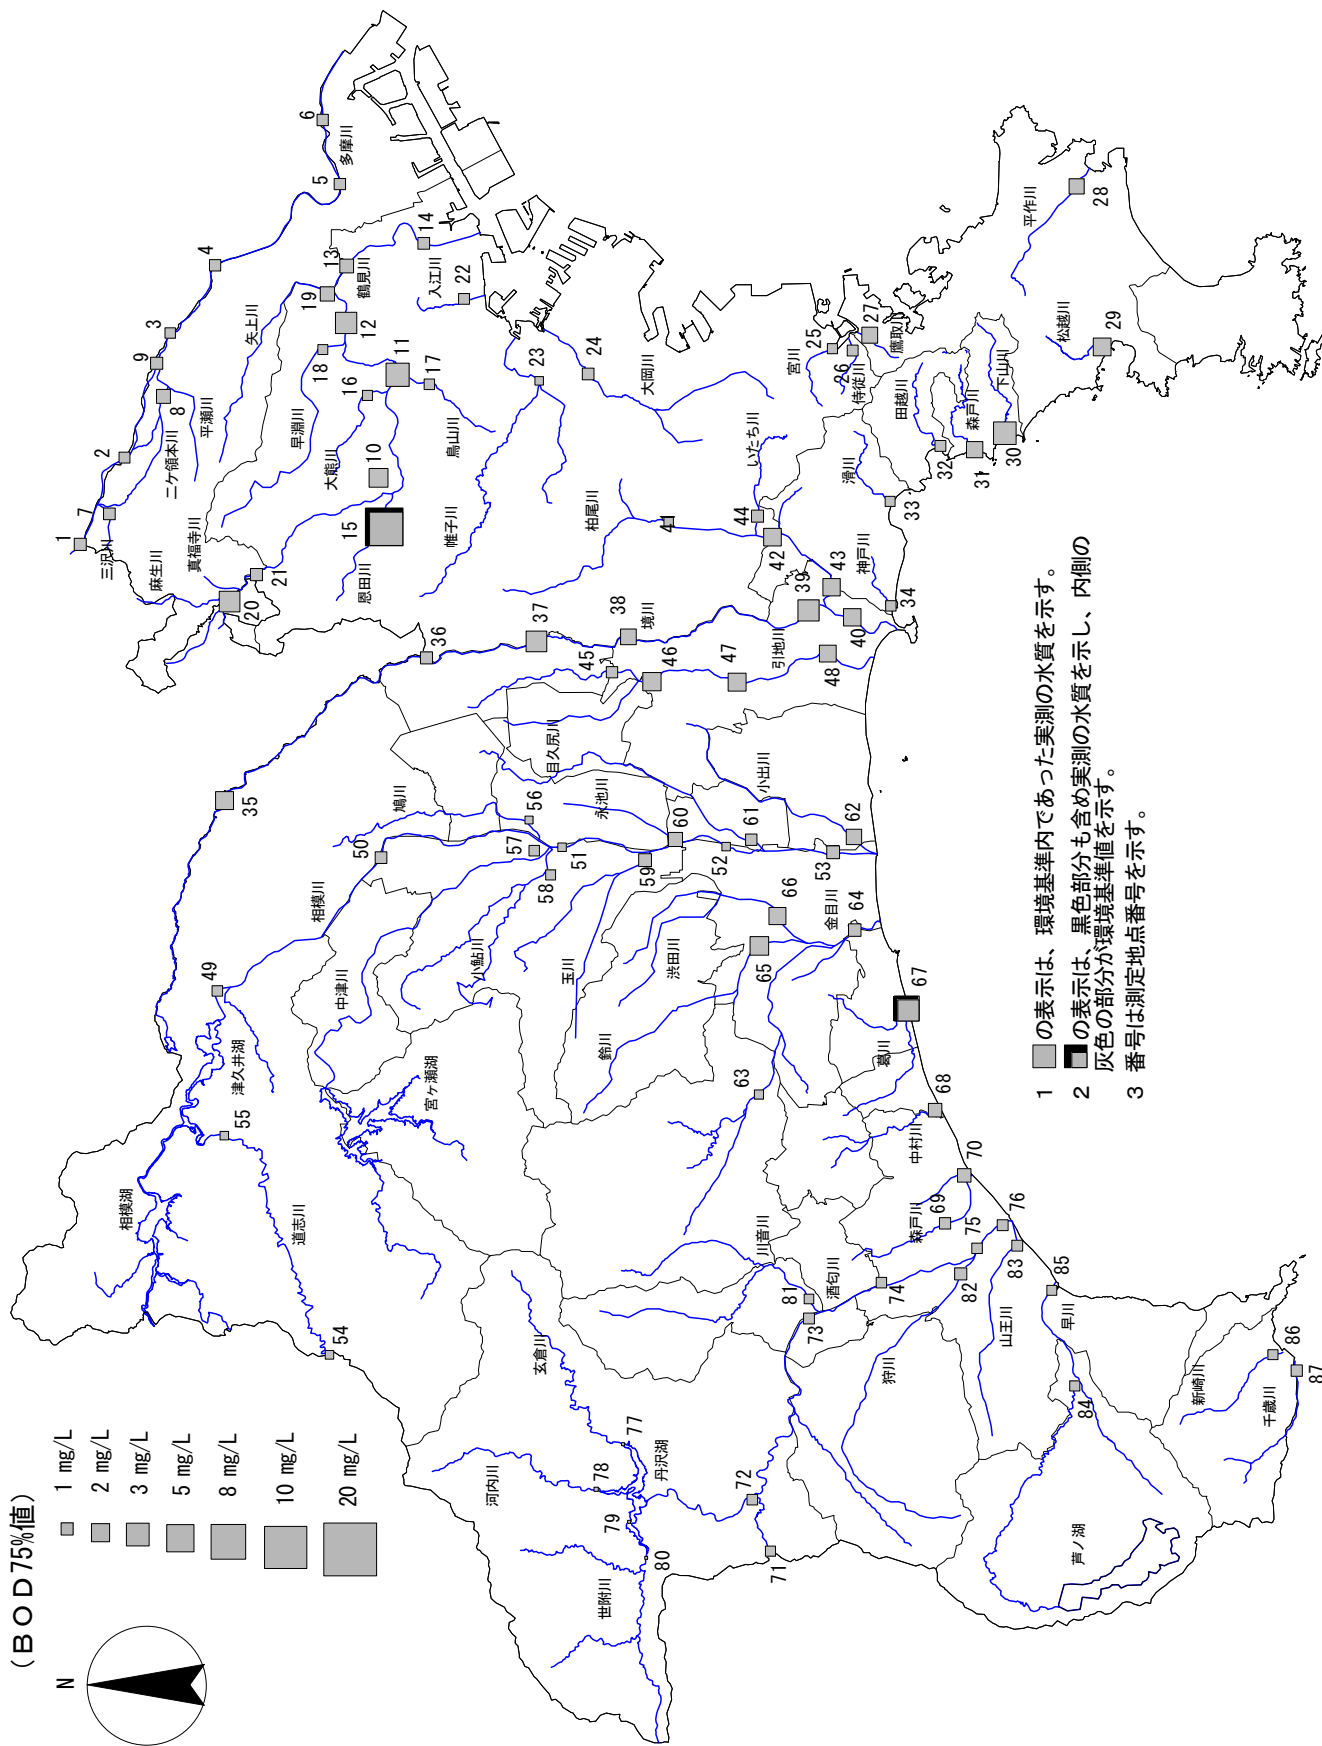 (ＢＯＤ75%値)
N
1 mg/L
2 mg/L
3 mg/L
5 mg/L
8 mg/L
10 mg/L
20 mg/L
1 の表示は、環境基準内であった実測の水質を示す。
2 の表示は、黒色部分も含め実測の水質を示し、内側の
灰色の部分が環境基準値を示す。
3 番号は測定地点番号を示す。
相模湖
津久井湖
道志川
宮ヶ瀬湖
中津川
相模川
鳩川
小鮎川
玉川
永池川
目久尻川
小出川
渋田川
鈴川
金目川
葛川
中村川
森戸川
川音川
酒匂川
狩川
山王川
早川
新崎川
千歳川
芦ノ湖
丹沢湖
玄倉川
河内川
世附川
引地川
境川
柏尾川
いたち川
神戸川
滑川
田越川
森戸川
下山川
松越川
平作川
鷹取川
侍従川
宮川
大岡川
帷子川
入江川
鶴見川
鳥山川
大熊川
早淵川
矢上川
恩田川
真福寺川
麻生川
三沢川
二ケ領本川
平瀬川
多摩川
1
2
3
4
5
6
7
8
9
10
11
12
13
14
15
16
17
18
19
20
21
22
23
24
25
26
27
28
29
30
31
32
33
34
35
36
37
38
39
40
41
42
43
44
45
46
47
48
49
50
51
52
53
54
55
56
57
58
59
60
61
62
63
64
65
66
67
68
69
70
71
72
73
74
75
76
77
78
79
80
81
82
83
84
85
86
87